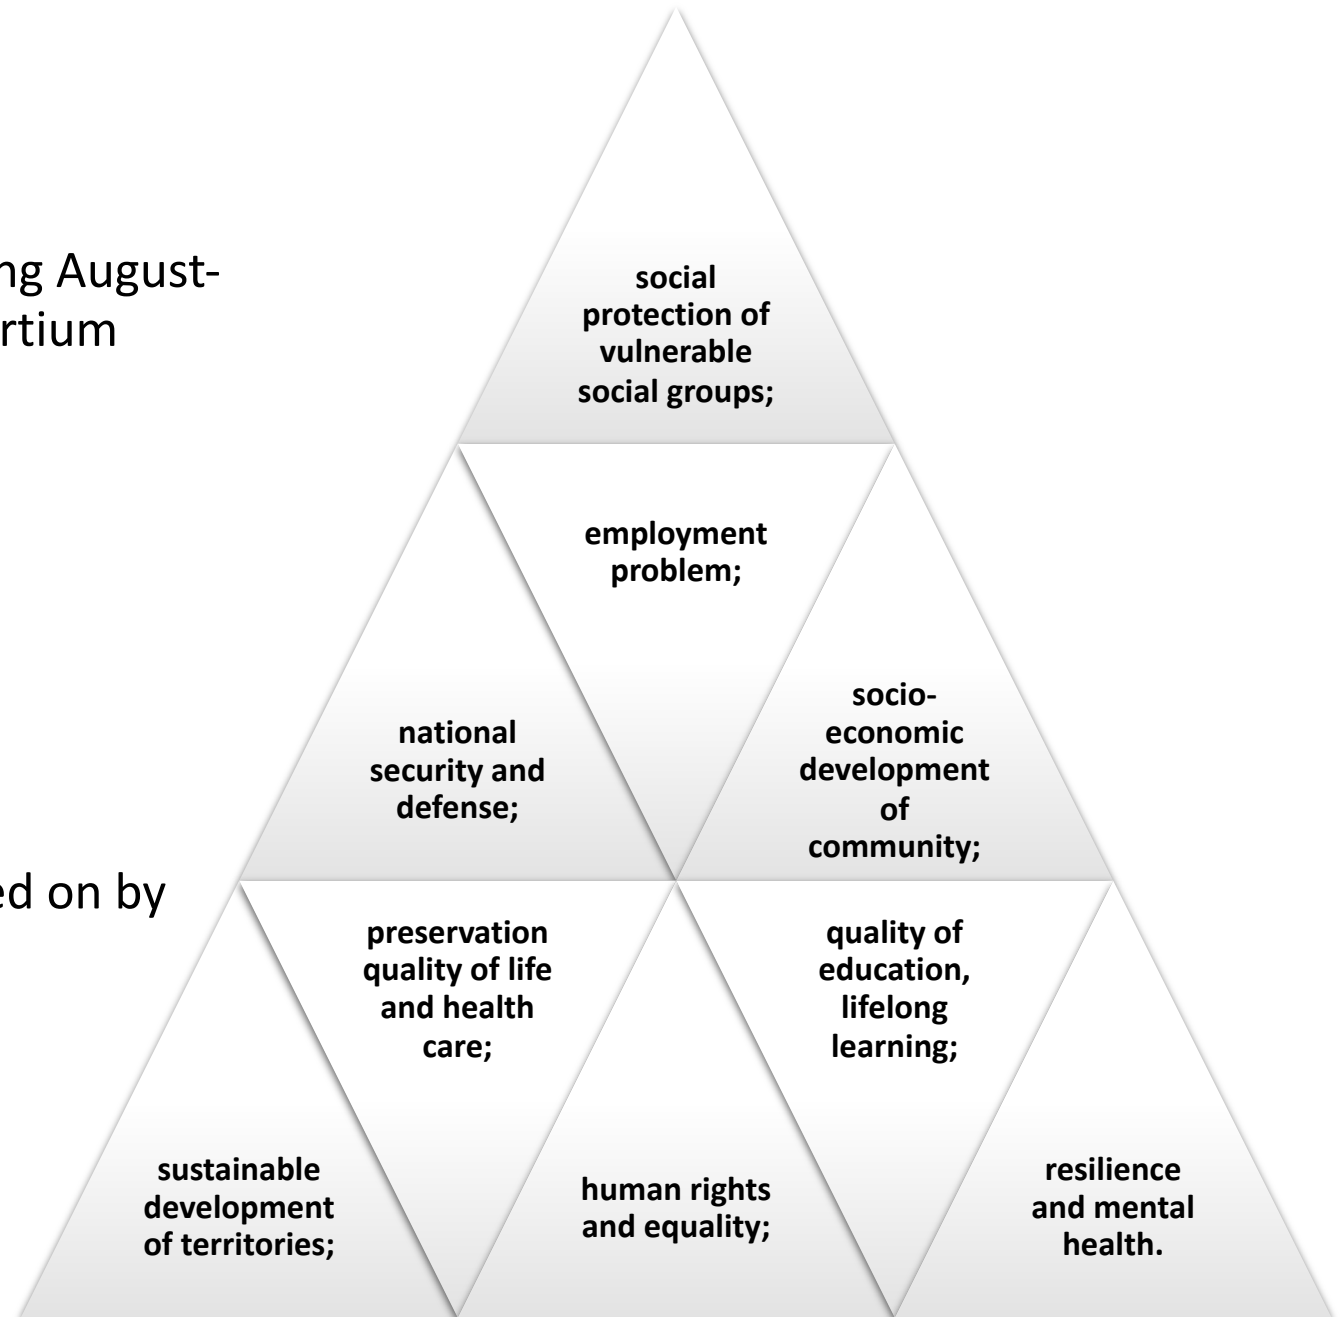 ng August-
rtium
ed on by
social
protection of
vulnerable
social groups;
employment
problem;
national
security and
defense;
socio-
economic
development
of
community;
preservation
quality of life
and health
care;
quality of
education,
lifelong
learning;
sustainable
development
of territories;
human rights
and equality;
resilience
and mental
health.